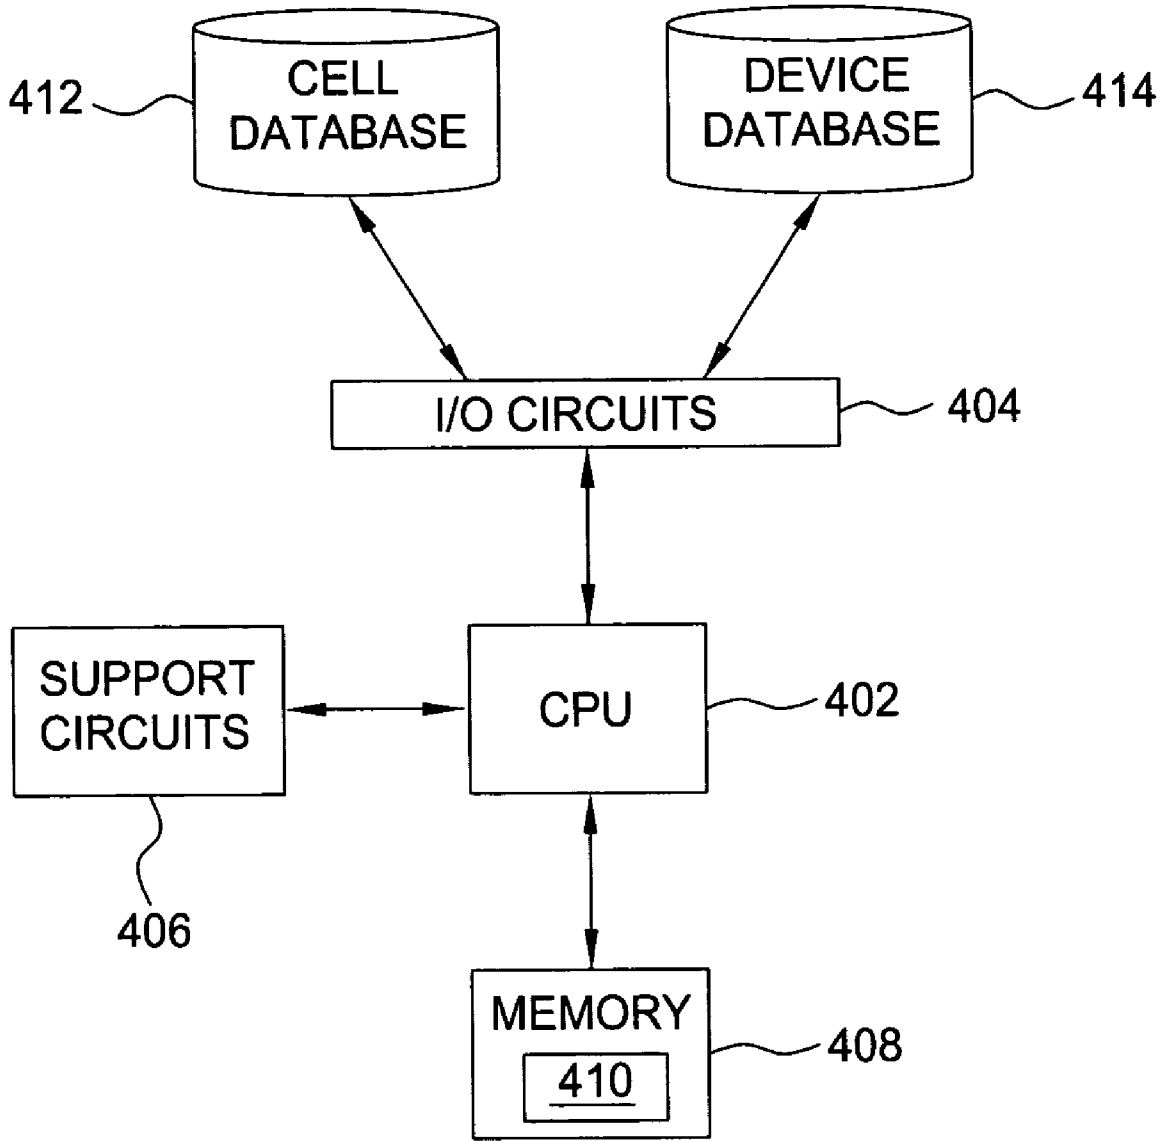 412
CELL
DATABASE
DEVICE
DATABASE
414
I/O CIRCUITS
404
SUPPORT
CIRCUITS
CPU
402
406
MEMORY
410
408